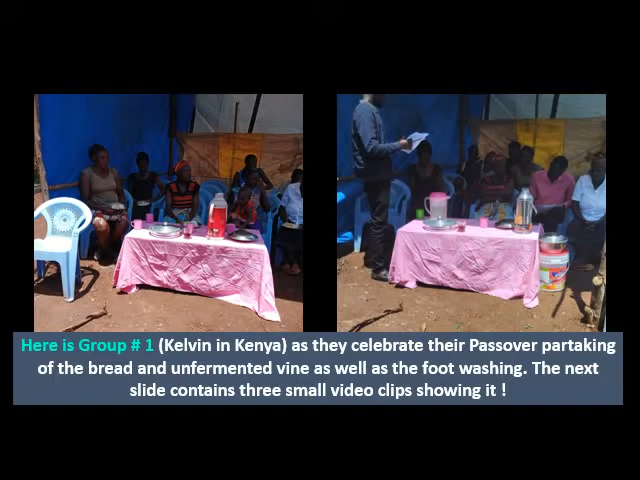 Here is Group # 1 (Kelvin in Kenya) as they celebrate their Passover partaking
of the bread and unfermented vine as well as the foot washing. The next
slide contains three small video clips showing it !